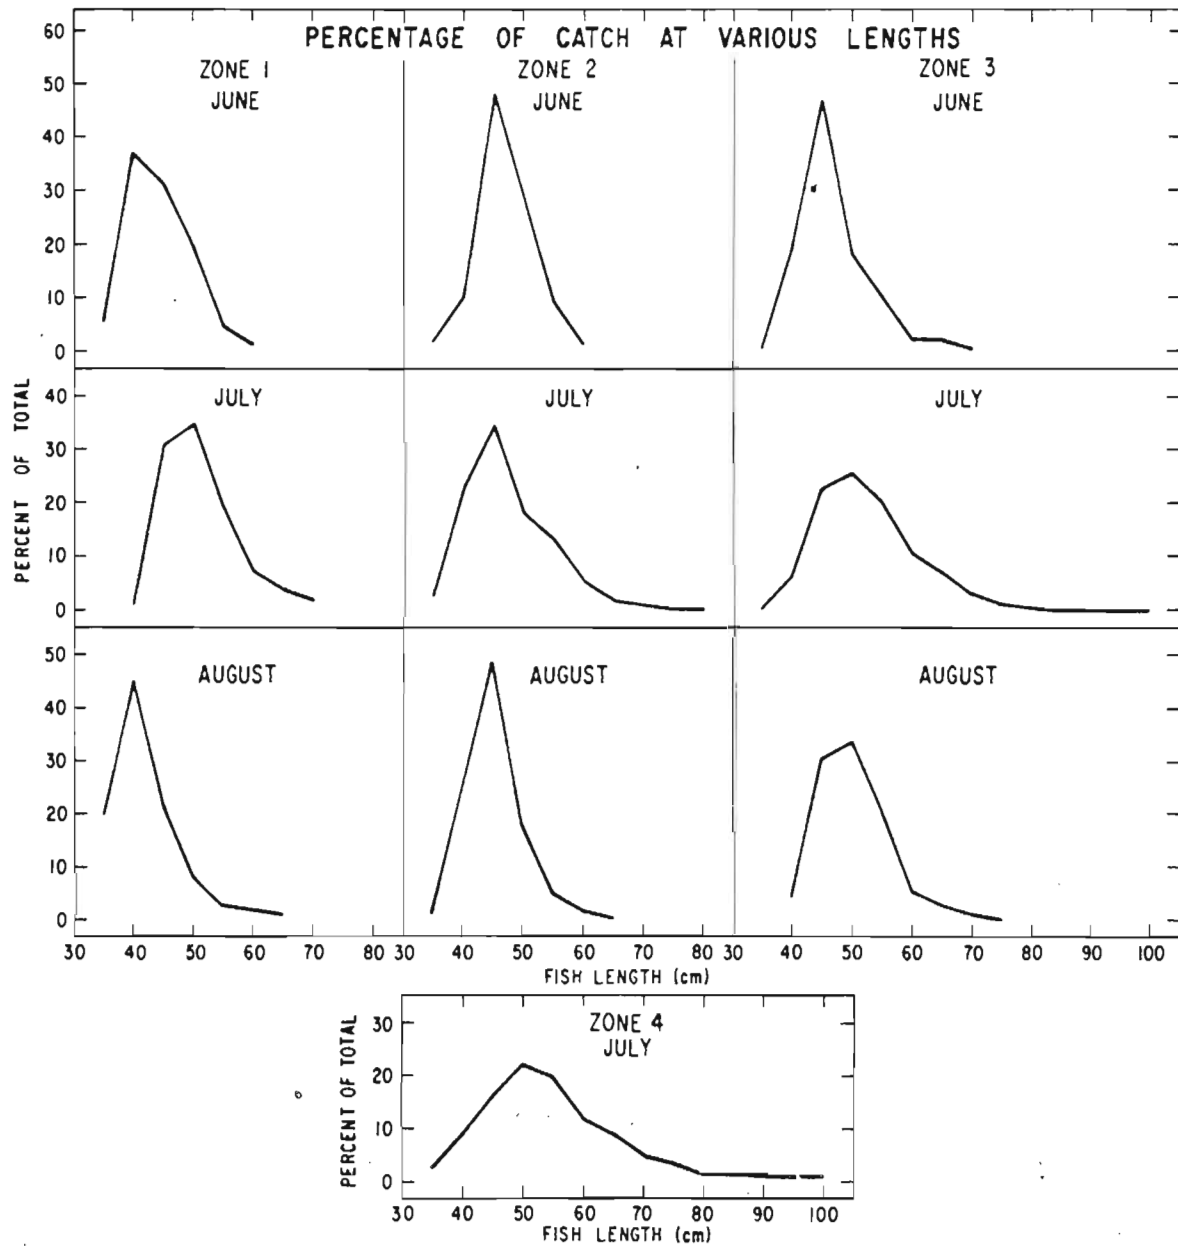 PERCENTAGE OF CATCH AT VARIOUS LENGTHS
ZONE 1
JUNE
ZONE 2
JUNE
ZONE 3
JUNE
60
50
40
30
20
10
0
PERCENT OF TOTAL
JULY
JULY
JULY
40
30
20
10
0
AUGUST
AUGUST
AUGUST
50
40
30
20
10
0
30 40 50 60 70 80 30 40 50 60 70 80 30 40 50 60 70 80 90 100
FISH LENGTH (cm)
ZONE 4
JULY
PERCENT OF TOTAL
30
20
10
0
30 40 50 60 70 80 90 100
FISH LENGTH (cm)